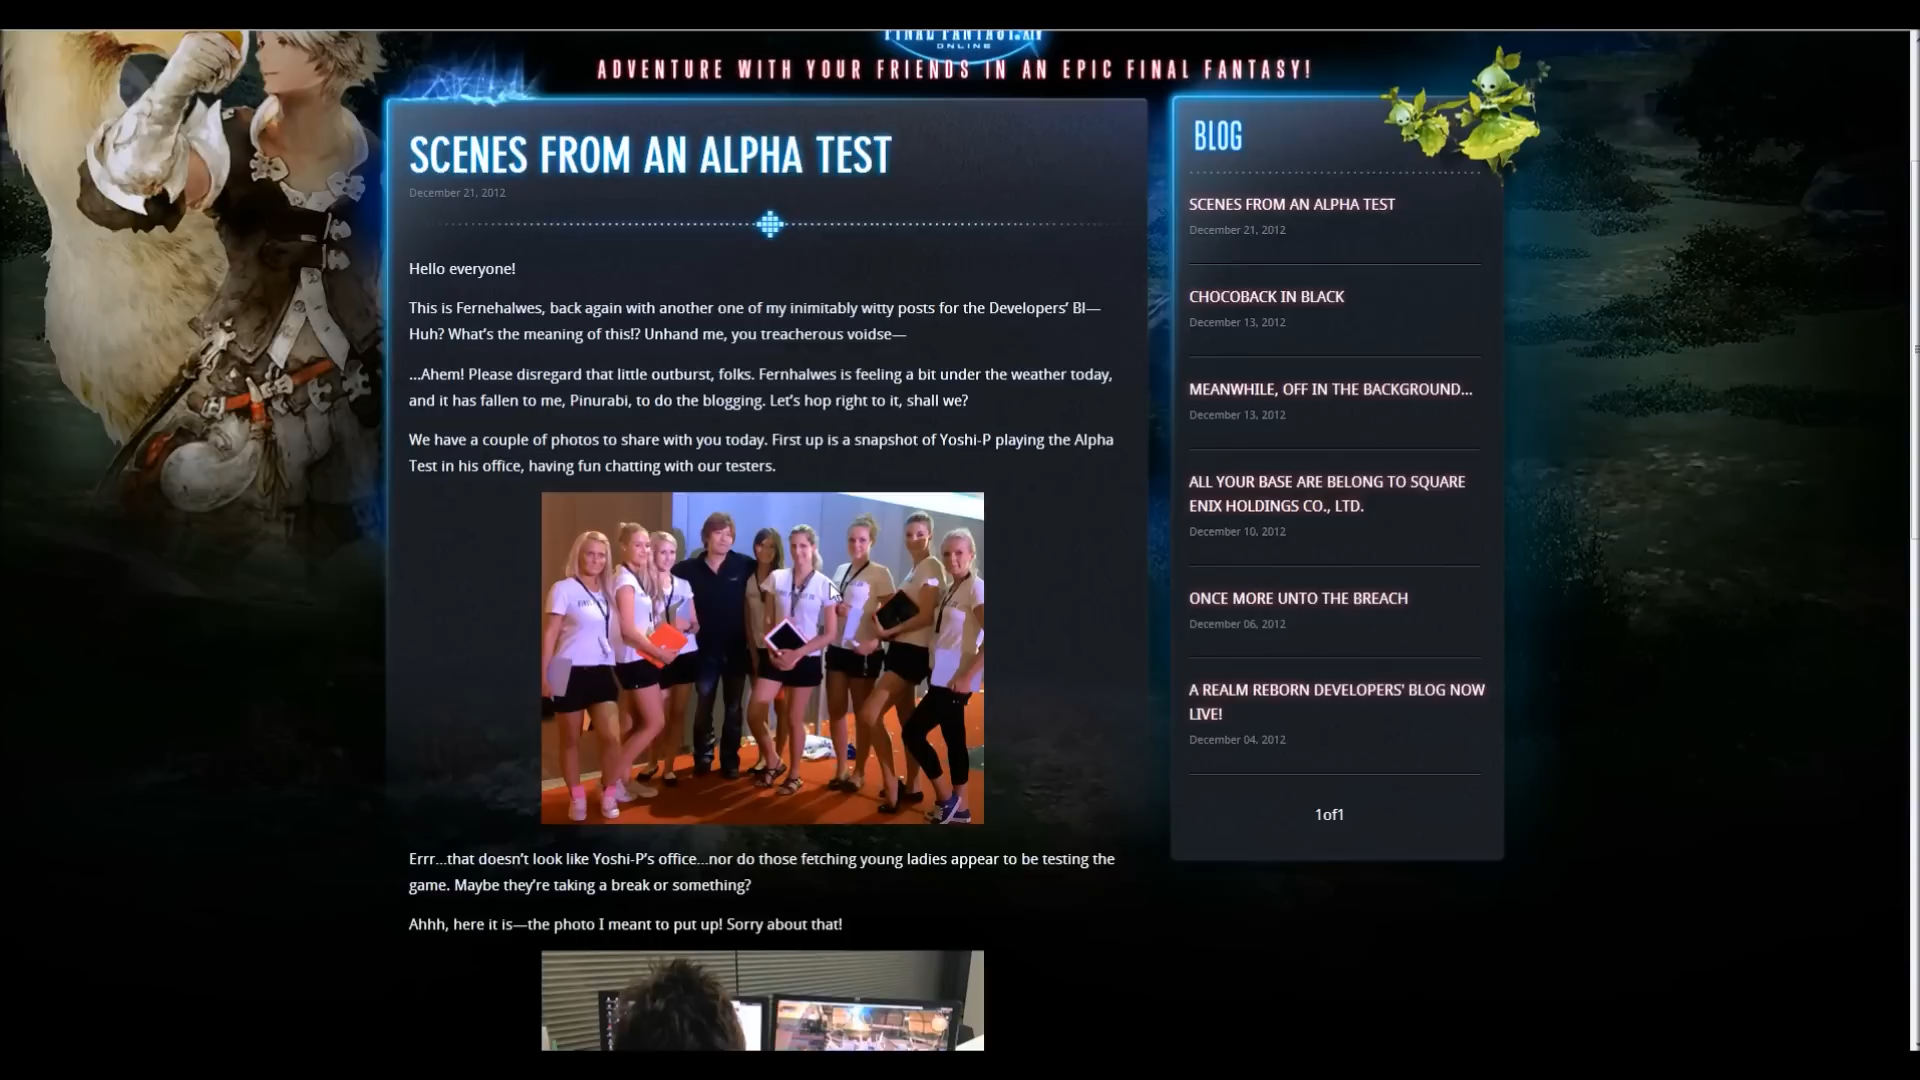 FINAL FANTASY XIV
ONLINE
ADVENTURE WITH YOUR FRIENDS IN AN EPIC FINAL FANTASY!
SCENES FROM AN ALPHA TEST
December 21, 2012
Hello everyone!
This is Fernehalwes, back again with another one of my inimitably witty posts for the Developers’ Bl—
Huh? What’s the meaning of this!? Unhand me, you treacherous voidse—
...Ahem! Please disregard that little outburst, folks. Fernhalwes is feeling a bit under the weather today,
and it has fallen to me, Pinurabi, to do the blogging. Let’s hop right to it, shall we?
We have a couple of photos to share with you today. First up is a snapshot of Yoshi-P playing the Alpha
Test in his office, having fun chatting with our testers.
Errr...that doesn’t look like Yoshi-P’s office...nor do those fetching young ladies appear to be testing the
game. Maybe they’re taking a break or something?
Ahhh, here it is—the photo I meant to put up! Sorry about that!
BLOG
SCENES FROM AN ALPHA TEST
December 21, 2012
CHOCOBACK IN BLACK
December 13, 2012
MEANWHILE, OFF IN THE BACKGROUND...
December 13, 2012
ALL YOUR BASE ARE BELONG TO SQUARE
ENIX HOLDINGS CO., LTD.
December 10, 2012
ONCE MORE UNTO THE BREACH
December 06, 2012
A REALM REBORN DEVELOPERS' BLOG NOW
LIVE!
December 04, 2012
1of1